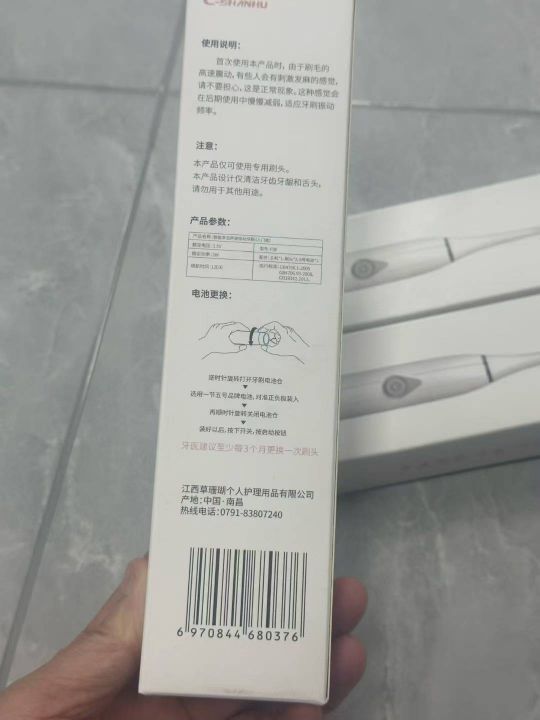 C-SHANHU
使用说明：
首次使用本产品时，由于刷毛的
高速震动，有些人会有刺激发麻的感觉，
请不要担心，这是正常现象。这种感觉会
在后期使用中慢慢减弱，适应牙刷振动
频率。
注意：
本产品仅可使用专用刷头。
本产品设计仅清洁牙齿牙龈和舌头，
请勿用于其他用途。
产品参数：
电池更换：
逆时针旋转打开牙刷电池仓
选用一节五号品牌电池，对准正负极装入
再顺时针旋转关闭电池仓
装好以后，按下开关，按启动按钮
牙医建议至少每3个月更换一次刷头
江西草珊瑚个人护理用品有限公司
产地：中国·南昌
热线电话：0791-83807240
6 970844 680376